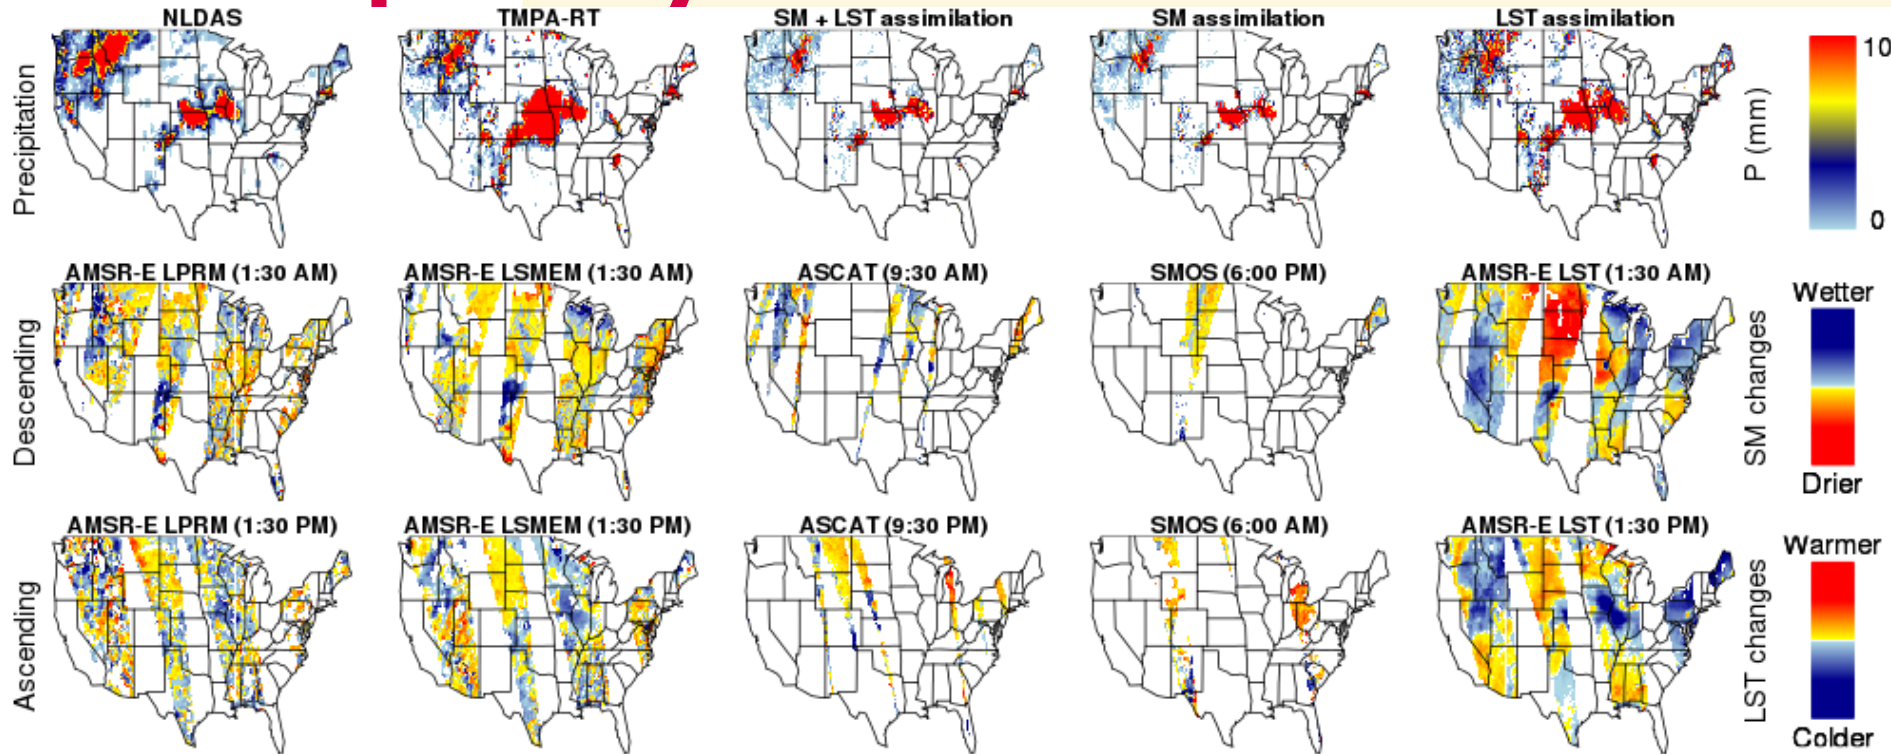 NLDAS TMPA-RT SM + LST assimilation SM assimilation LST assimilation
Precipitation
10
P (mm)
0
AMSR-E LPRM (1:30 AM) AMSR-E LSMEM (1:30 AM) ASCAT (9:30 AM) SMOS (6:00 PM) AMSR-E LST (1:30 AM)
Descending
Wetter
SM changes
Drier
AMSR-E LPRM (1:30 PM) AMSR-E LSMEM (1:30 PM) ASCAT (9:30 PM) SMOS (6:00 AM) AMSR-E LST (1:30 PM)
Ascending
Warmer
LST changes
Colder